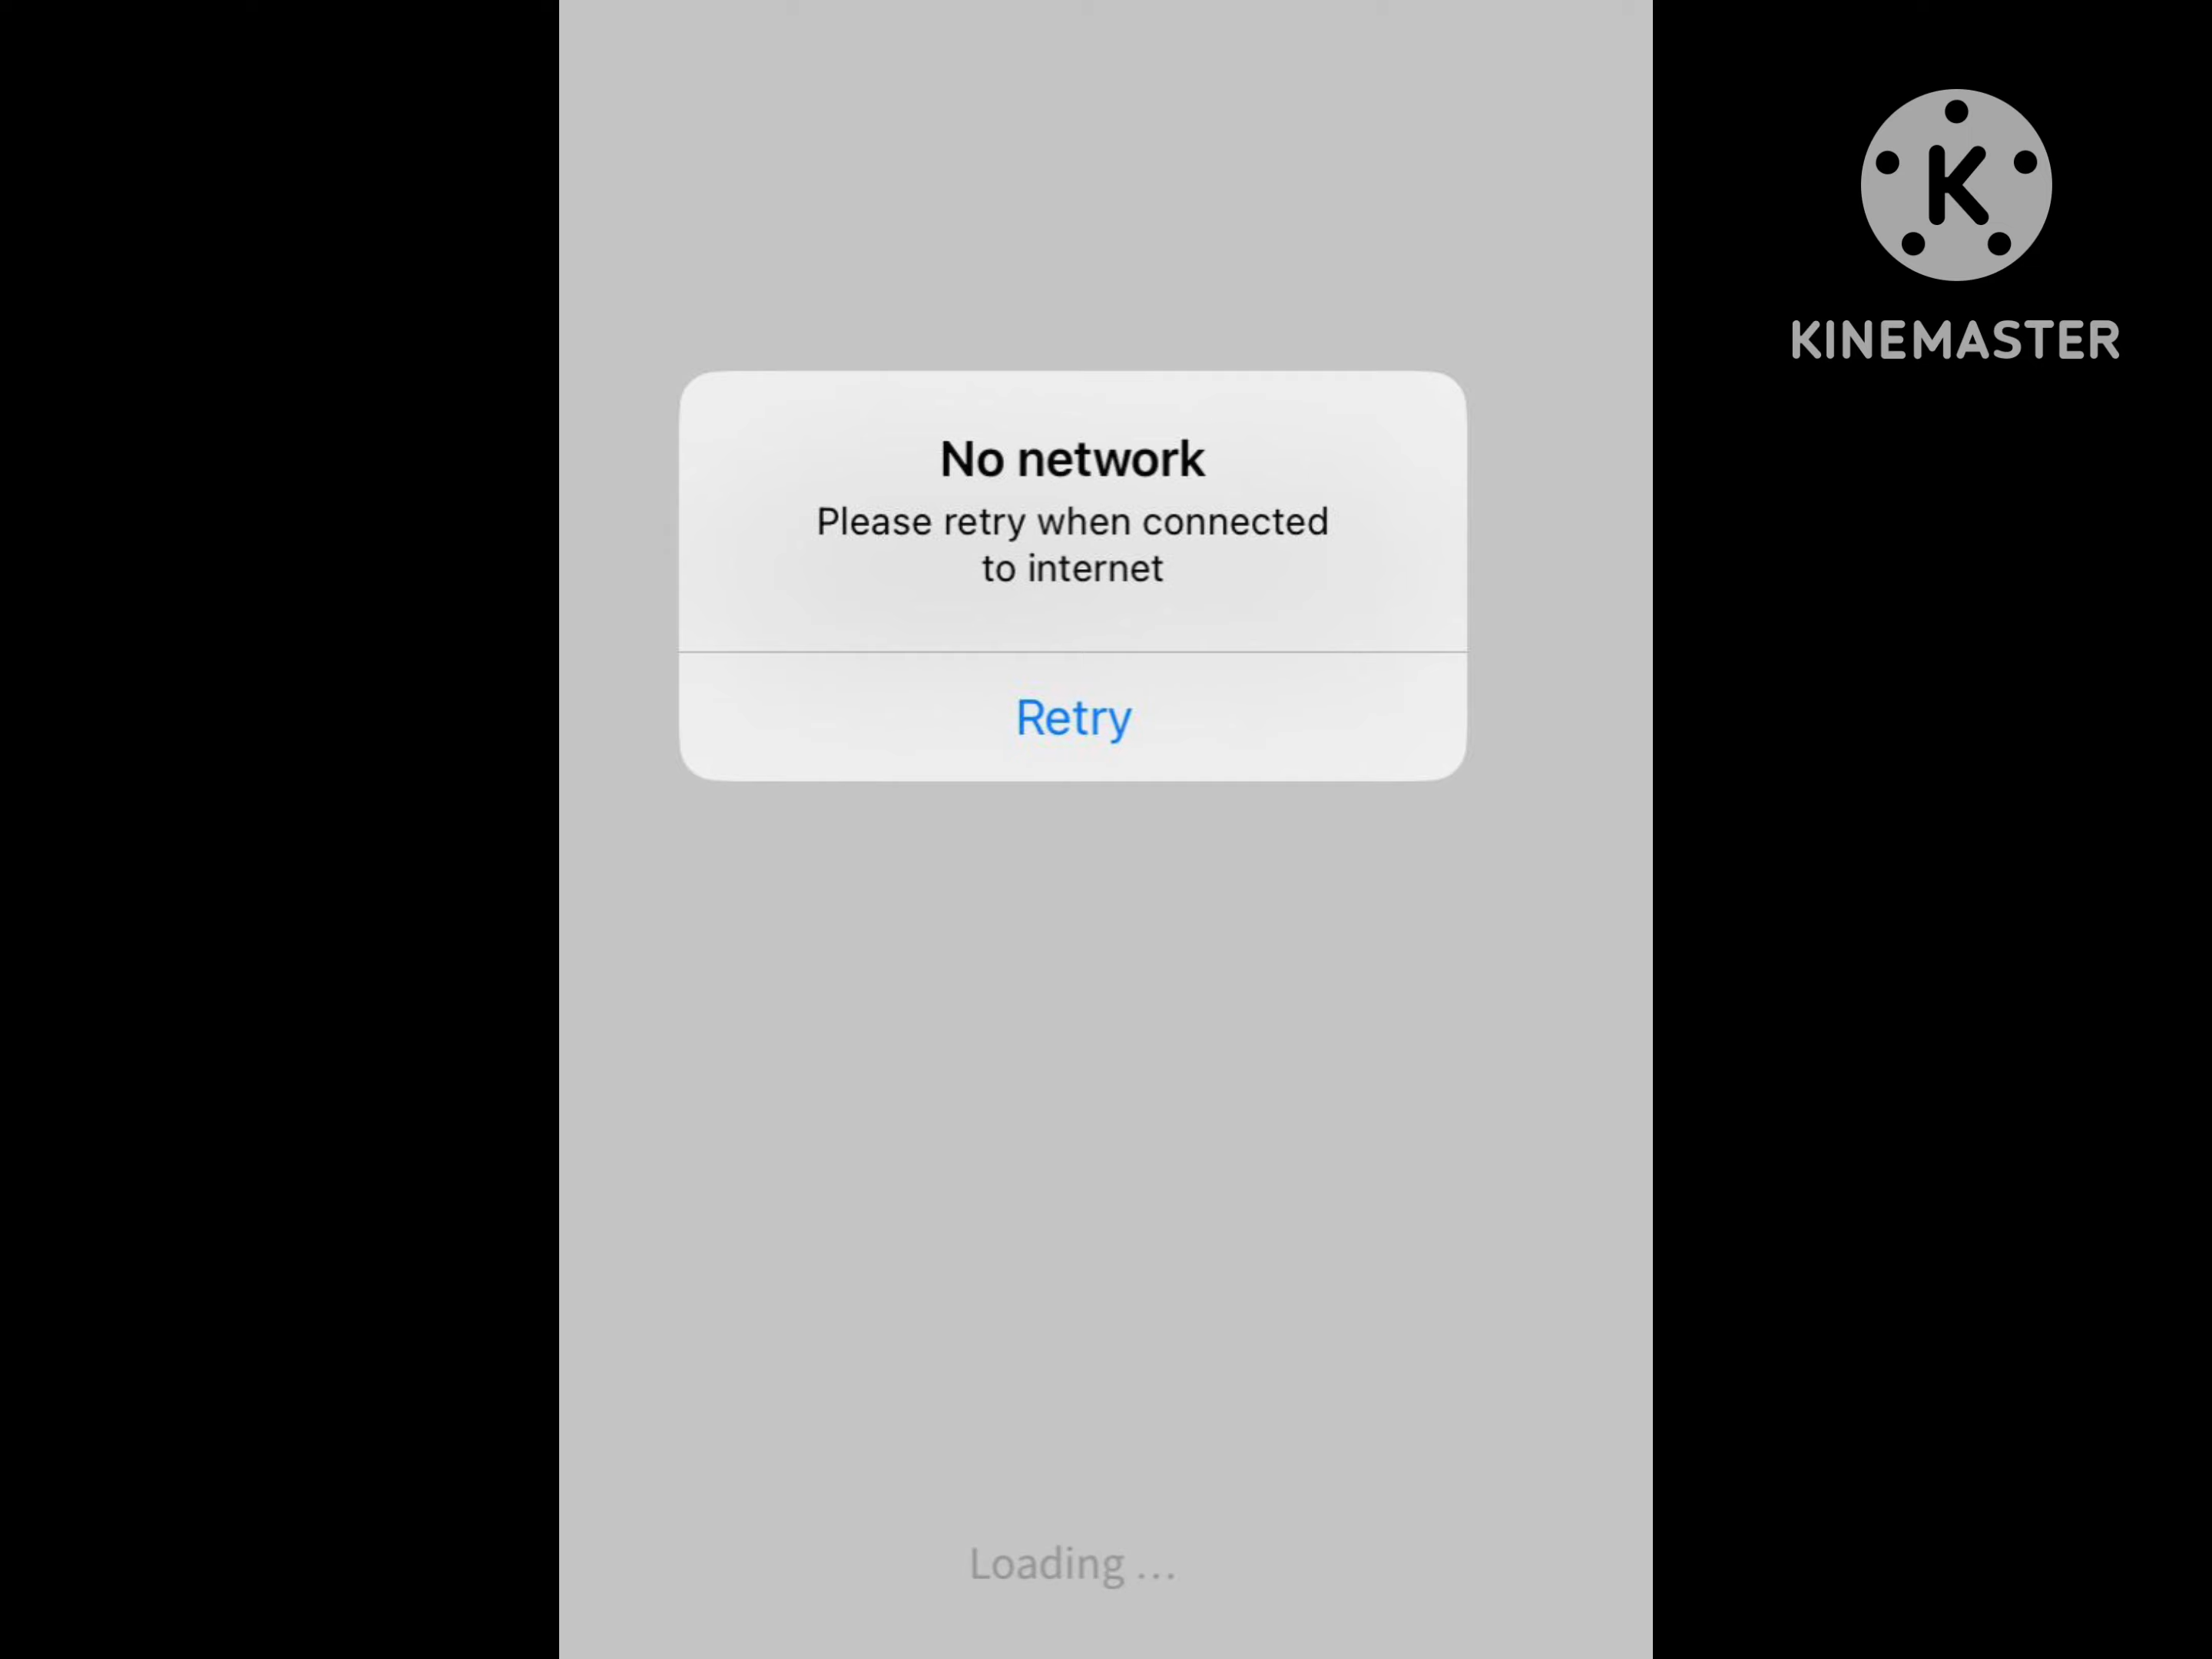 K
KINEMASTER
No network
Please retry when connected
to internet
Retry
Loading ...